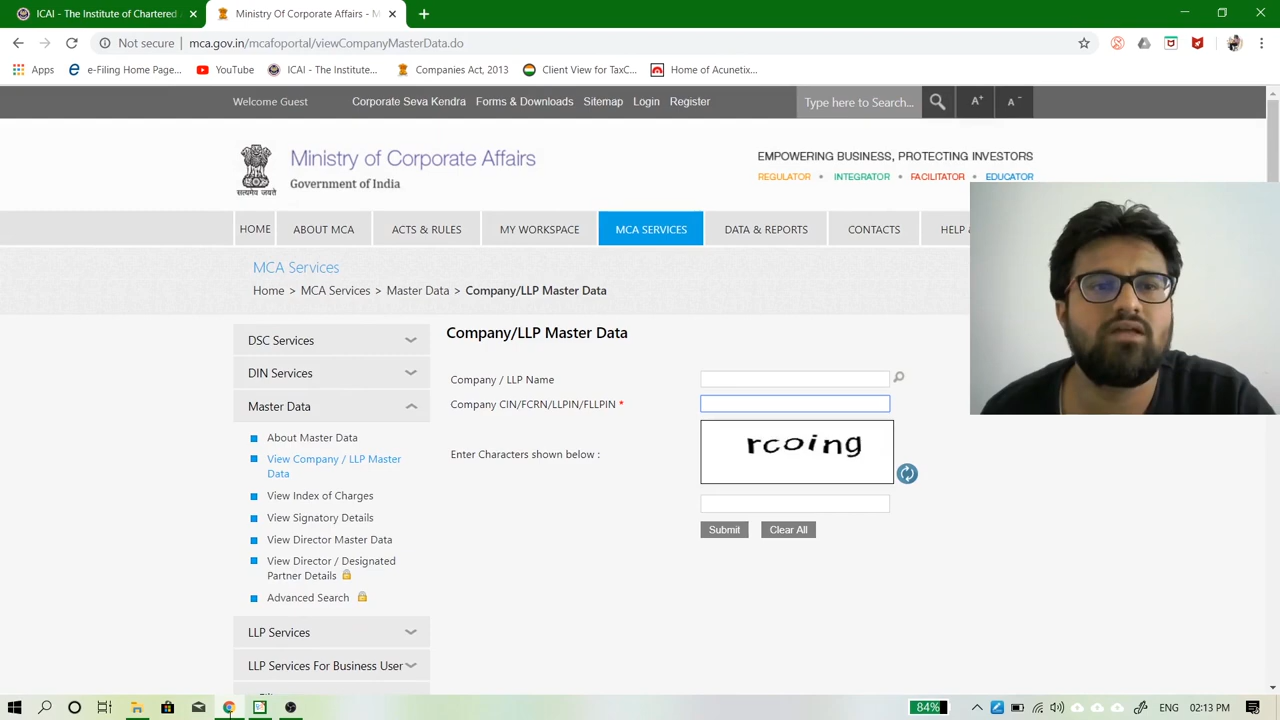 ICAI - The Institute of Chartered
Ministry Of Corporate Affairs - M
Not secure | mca.gov.in/mcafoportal/viewCompanyMasterData.do
Apps
e-Filing Home Page...
YouTube
ICAI - The Institute...
Companies Act, 2013
Client View for TaxC...
Home of Acunetix...
Welcome Guest
Corporate Seva Kendra
Forms & Downloads
Sitemap
Login
Register
Type here to Search...
A+
A-
सत्यमेव जयते
Ministry of Corporate Affairs
Government of India
EMPOWERING BUSINESS, PROTECTING INVESTORS
REGULATOR • INTEGRATOR • FACILITATOR • EDUCATOR
HOME
ABOUT MCA
ACTS & RULES
MY WORKSPACE
MCA SERVICES
DATA & REPORTS
CONTACTS
HELP &
MCA Services
Home > MCA Services > Master Data > Company/LLP Master Data
DSC Services
DIN Services
Master Data
About Master Data
View Company / LLP Master
Data
View Index of Charges
View Signatory Details
View Director Master Data
View Director / Designated
Partner Details
Advanced Search
LLP Services
LLP Services For Business User
Company/LLP Master Data
Company / LLP Name
Company CIN/FCRN/LLPIN/FLLPIN *
Enter Characters shown below :
rcoing
Submit
Clear All
84%
ENG
02:13 PM